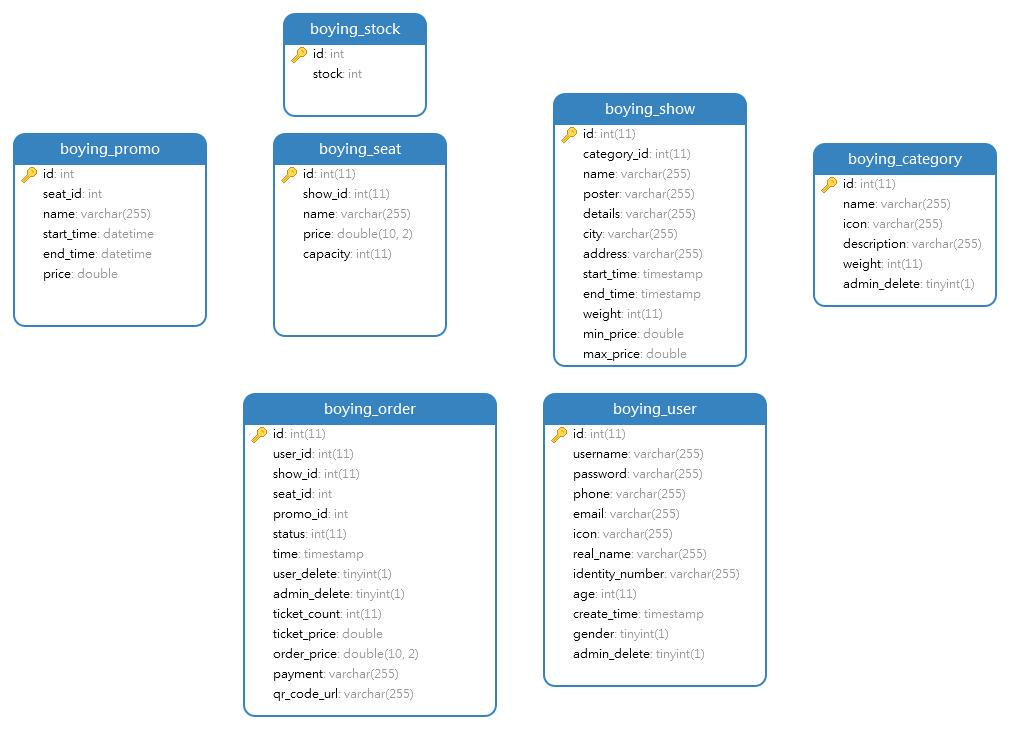 boying_stock
id: int
stock: int
boying_promo
id: int
seat_id: int
name: varchar(255)
start_time: datetime
end_time: datetime
price: double
boying_seat
id: int(11)
show_id: int(11)
name: varchar(255)
price: double(10, 2)
capacity: int(11)
boying_show
id: int(11)
category_id: int(11)
name: varchar(255)
poster: varchar(255)
details: varchar(255)
city: varchar(255)
address: varchar(255)
start_time: timestamp
end_time: timestamp
weight: int(11)
min_price: double
max_price: double
boying_category
id: int(11)
name: varchar(255)
icon: varchar(255)
description: varchar(255)
weight: int(11)
admin_delete: tinyint(1)
boying_order
id: int(11)
user_id: int(11)
show_id: int(11)
seat_id: int
promo_id: int
status: int(11)
time: timestamp
user_delete: tinyint(1)
admin_delete: tinyint(1)
ticket_count: int(11)
ticket_price: double
order_price: double(10, 2)
payment: varchar(255)
qr_code_url: varchar(255)
boying_user
id: int(11)
username: varchar(255)
password: varchar(255)
phone: varchar(255)
email: varchar(255)
icon: varchar(255)
real_name: varchar(255)
identity_number: varchar(255)
age: int(11)
create_time: timestamp
gender: tinyint(1)
admin_delete: tinyint(1)